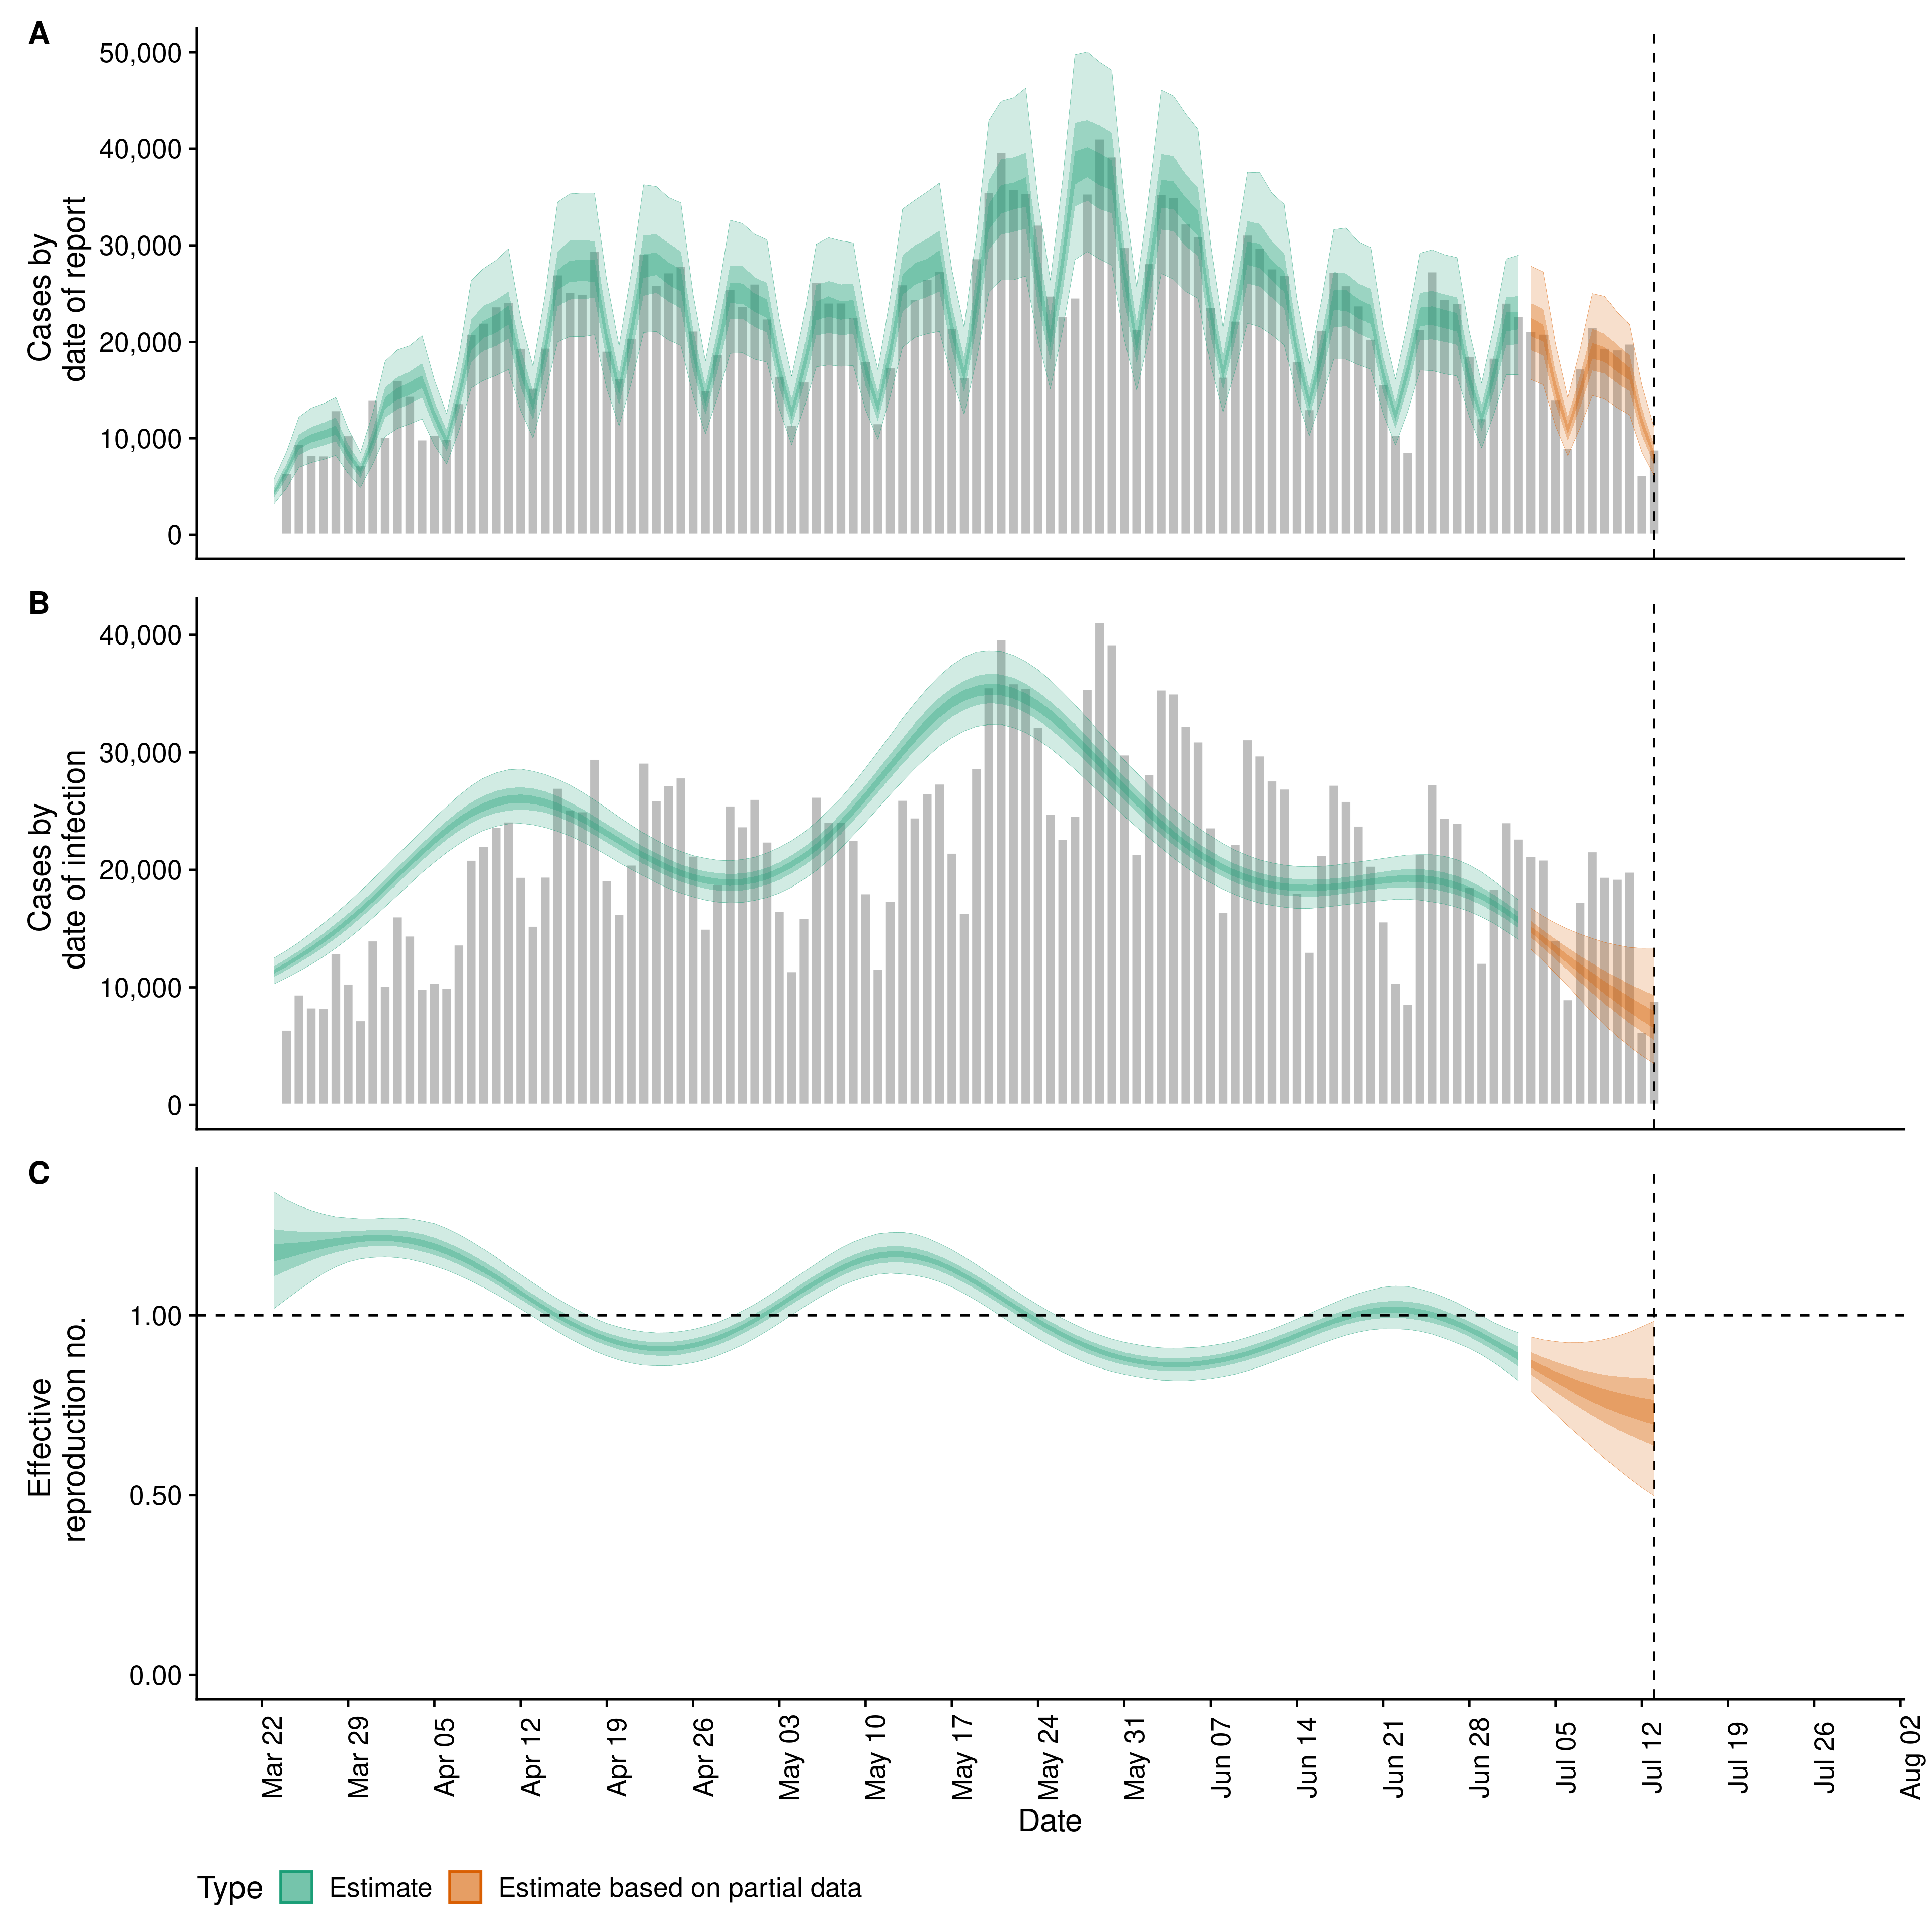 A
50,000
40,000
30,000
20,000
10,000
0
Cases by
date of report
B
40,000
30,000
20,000
10,000
0
Cases by
date of infection
C
1.00
0.50
0.00
Effective
reproduction no.
Mar 22
Mar 29
Apr 05
Apr 12
Apr 19
Apr 26
May 03
May 10
May 17
May 24
May 31
Jun 07
Jun 14
Jun 21
Jun 28
Jul 05
Jul 12
Jul 19
Jul 26
Aug 02
Date
Type Estimate Estimate based on partial data